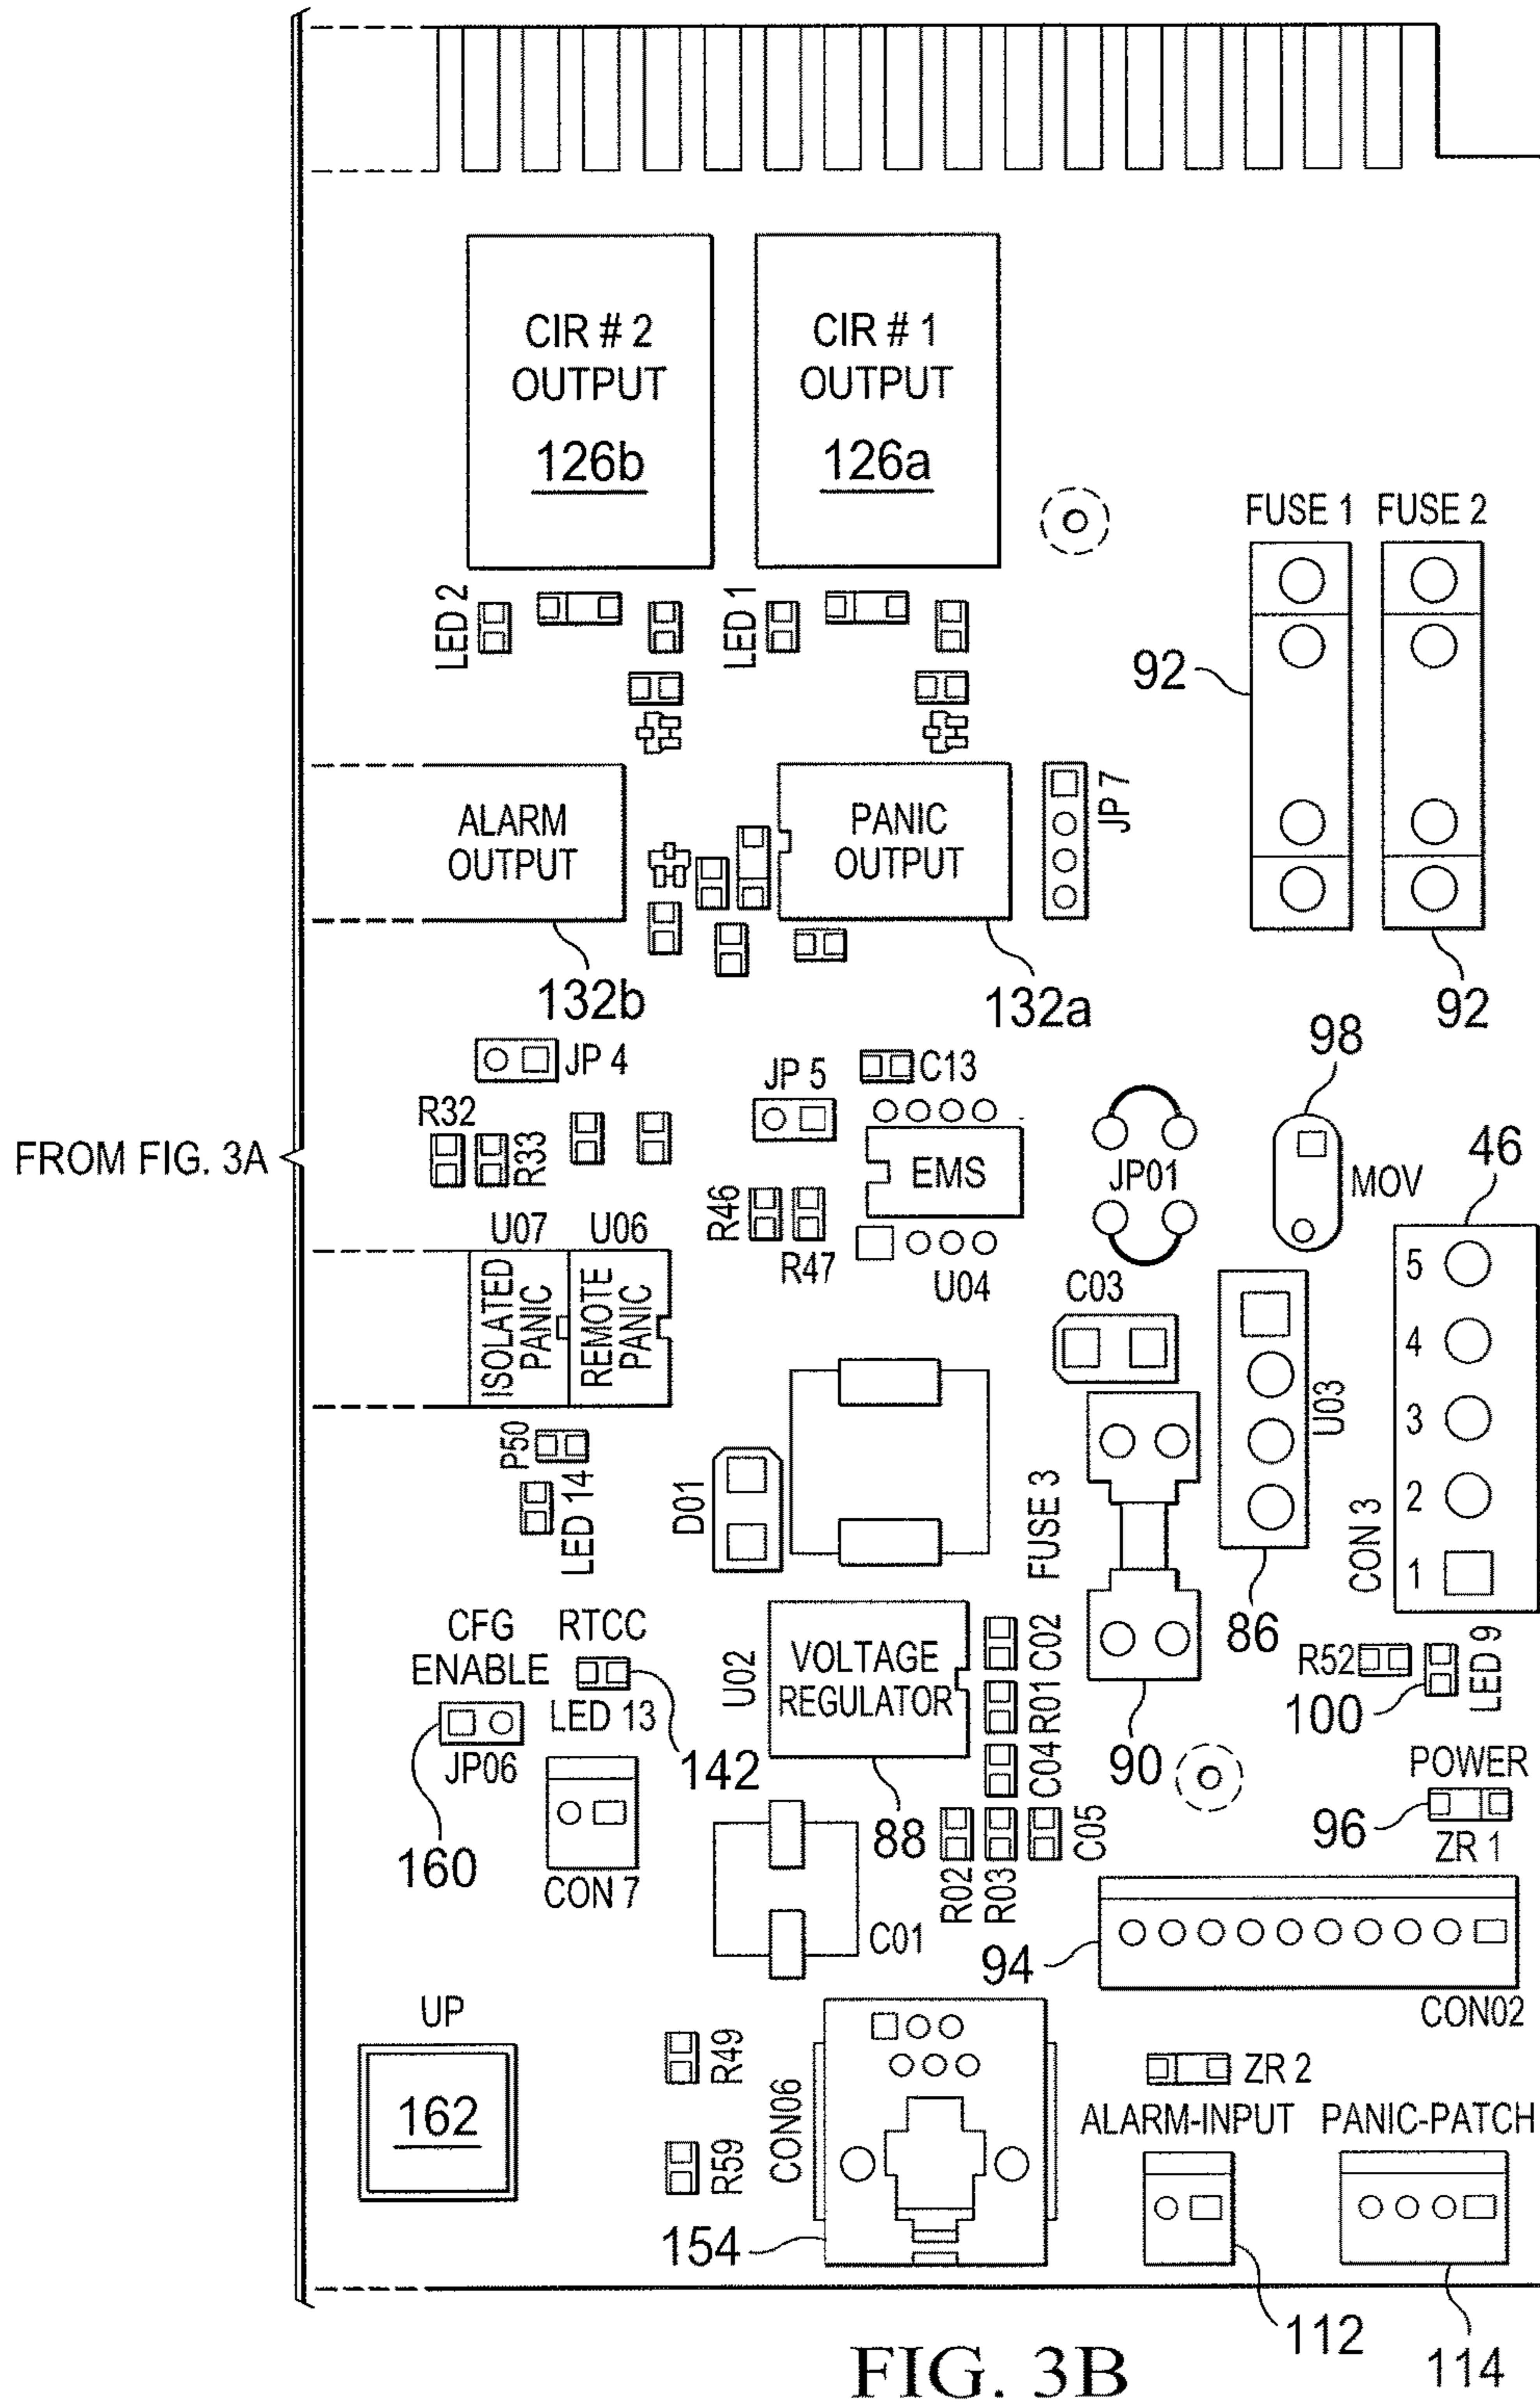 CIR # 2
OUTPUT
126b
CIR # 1
OUTPUT
126a
FUSE 1
FUSE 2
LED 2
LED 1
92
ALARM
OUTPUT
PANIC
OUTPUT
JP 7
132b
132a
92
98
JP 4
JP 5
C13
R32
R33
FROM FIG. 3A
EMS
JP01
MOV
46
R46
R47
U04
U07
U06
ISOLATED
PANIC
REMOTE
PANIC
C03
U03
5
4
3
2
1
CON 3
P50
LED 14
D01
FUSE 3
86
CFG
ENABLE
RTCC
LED 13
JP06
142
U02
VOLTAGE
REGULATOR
C02
R01
C04
R52
LED 9
100
90
POWER
96
ZR 1
160
CON 7
88
R02
R03
C05
C01
94
CON02
UP
162
R49
R59
CON06
154
ZR 2
ALARM-INPUT
PANIC-PATCH
112
114
FIG. 3B